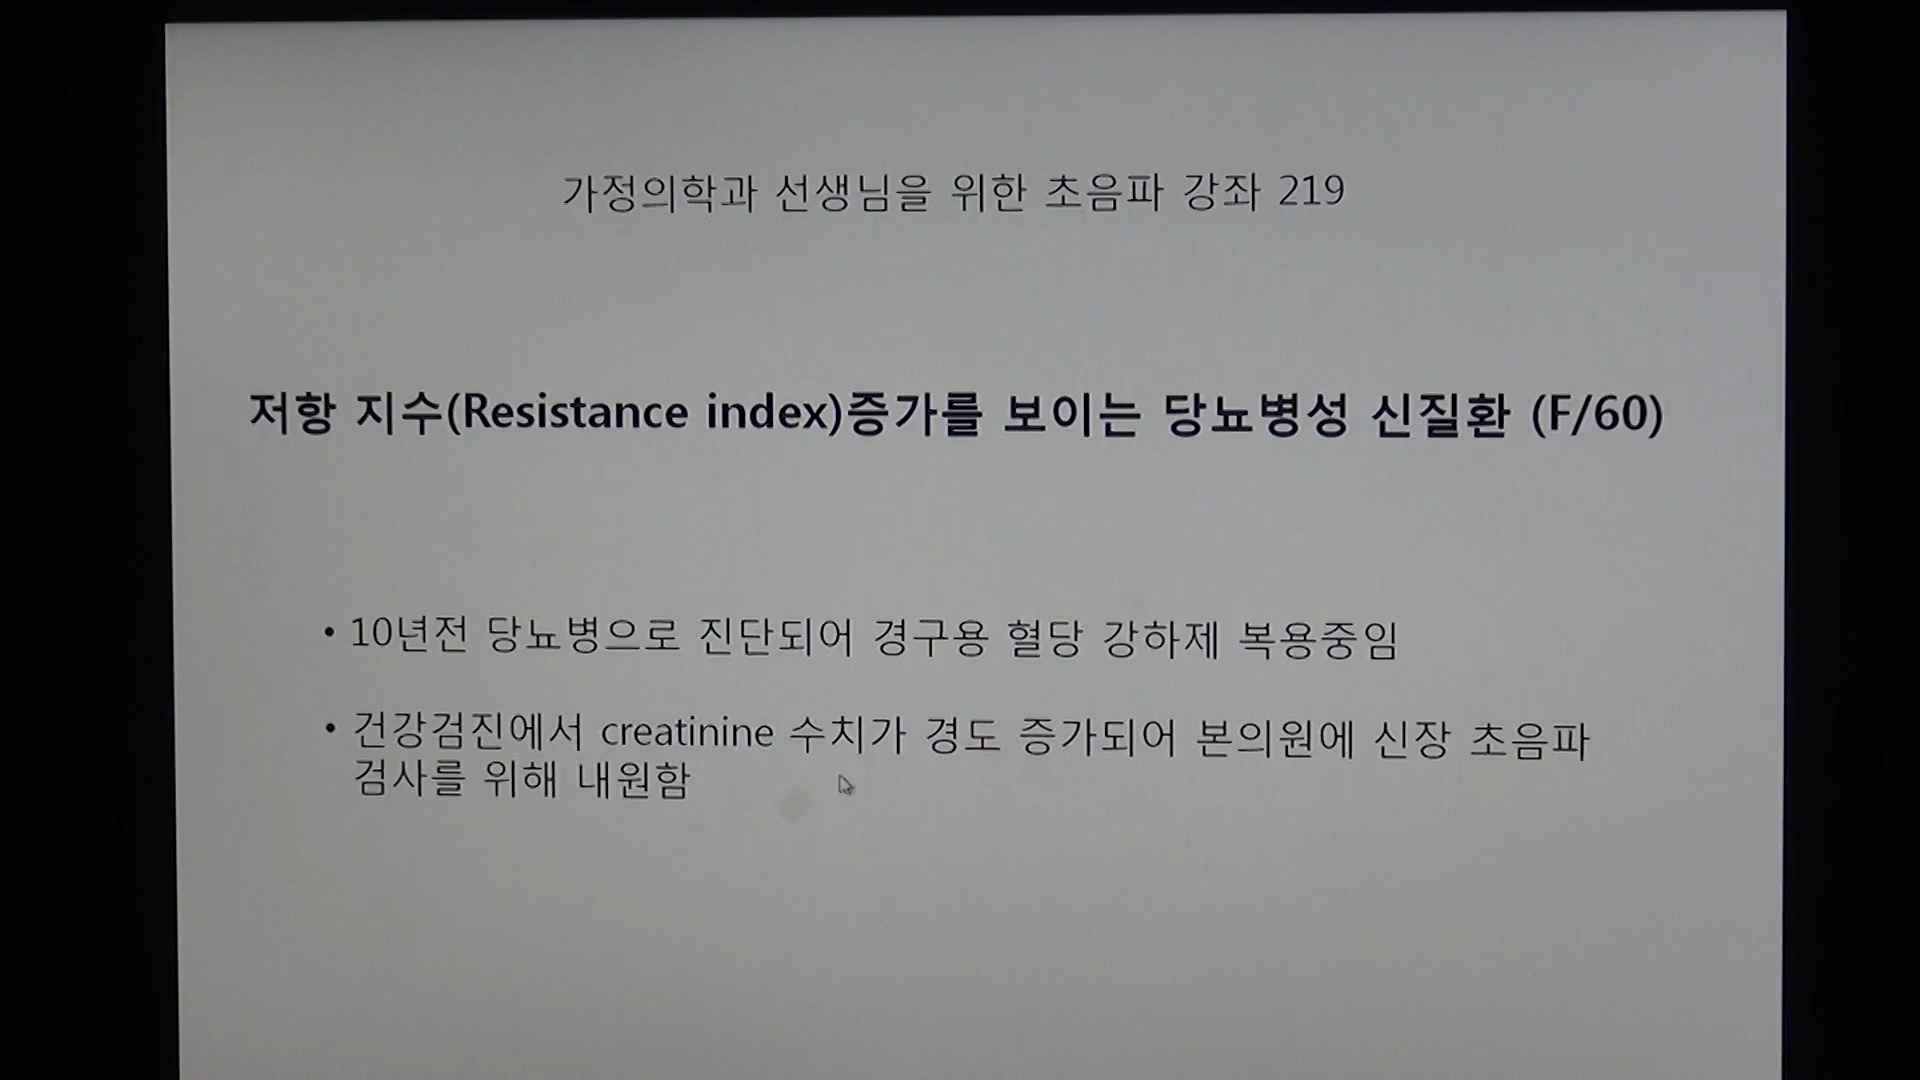 가정의학과 선생님을 위한 초음파 강좌 219
저항 지수(Resistance index)증가를 보이는 당뇨병성 신질환 (F/60)
• 10년전 당뇨병으로 진단되어 경구용 혈당 강하제 복용중임
• 건강검진에서 creatinine 수치가 경도 증가되어 본의원에 신장 초음파
검사를 위해 내원함